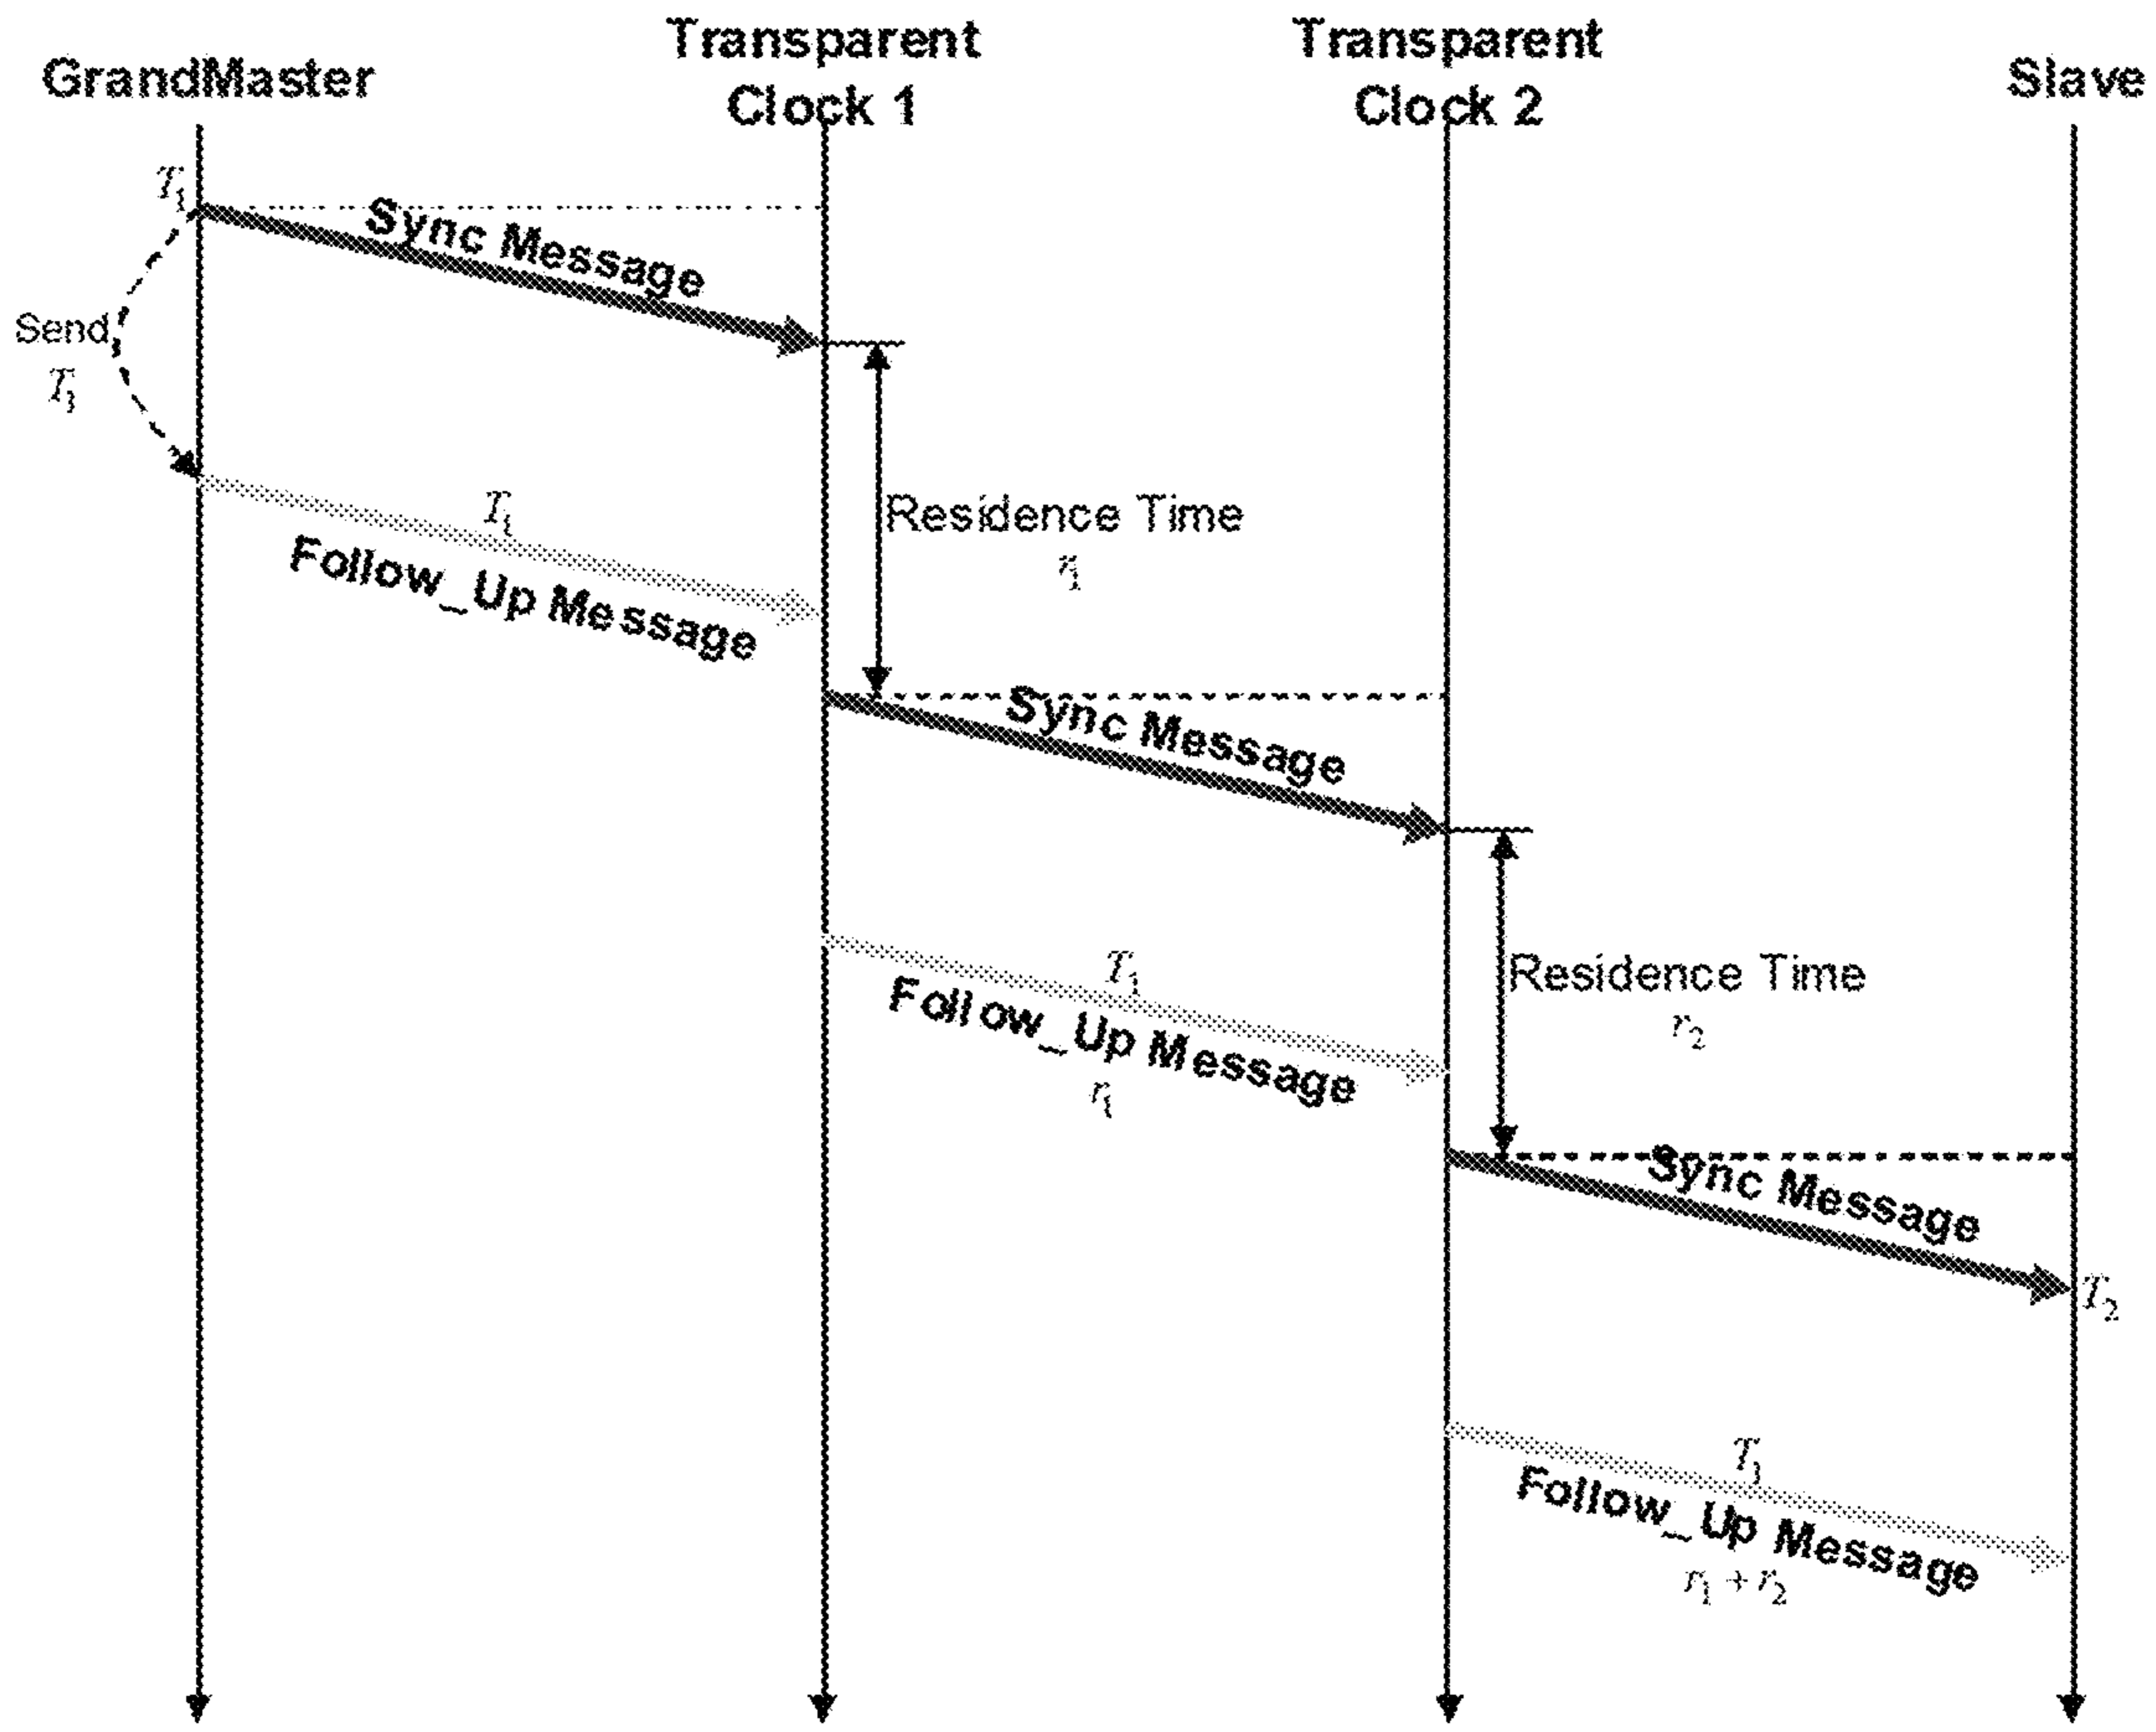 GrandMaster
Transparent
Clock 1
Transparent
Clock 2
Slave
T₁
Sync Message
Send
T₁
T₁
Follow_Up Message
Residence Time
r₁
Sync Message
T₁
Follow_Up Message
r₁
Residence Time
r₂
Sync Message
T₂
T₁
Follow_Up Message
r₁ + r₂